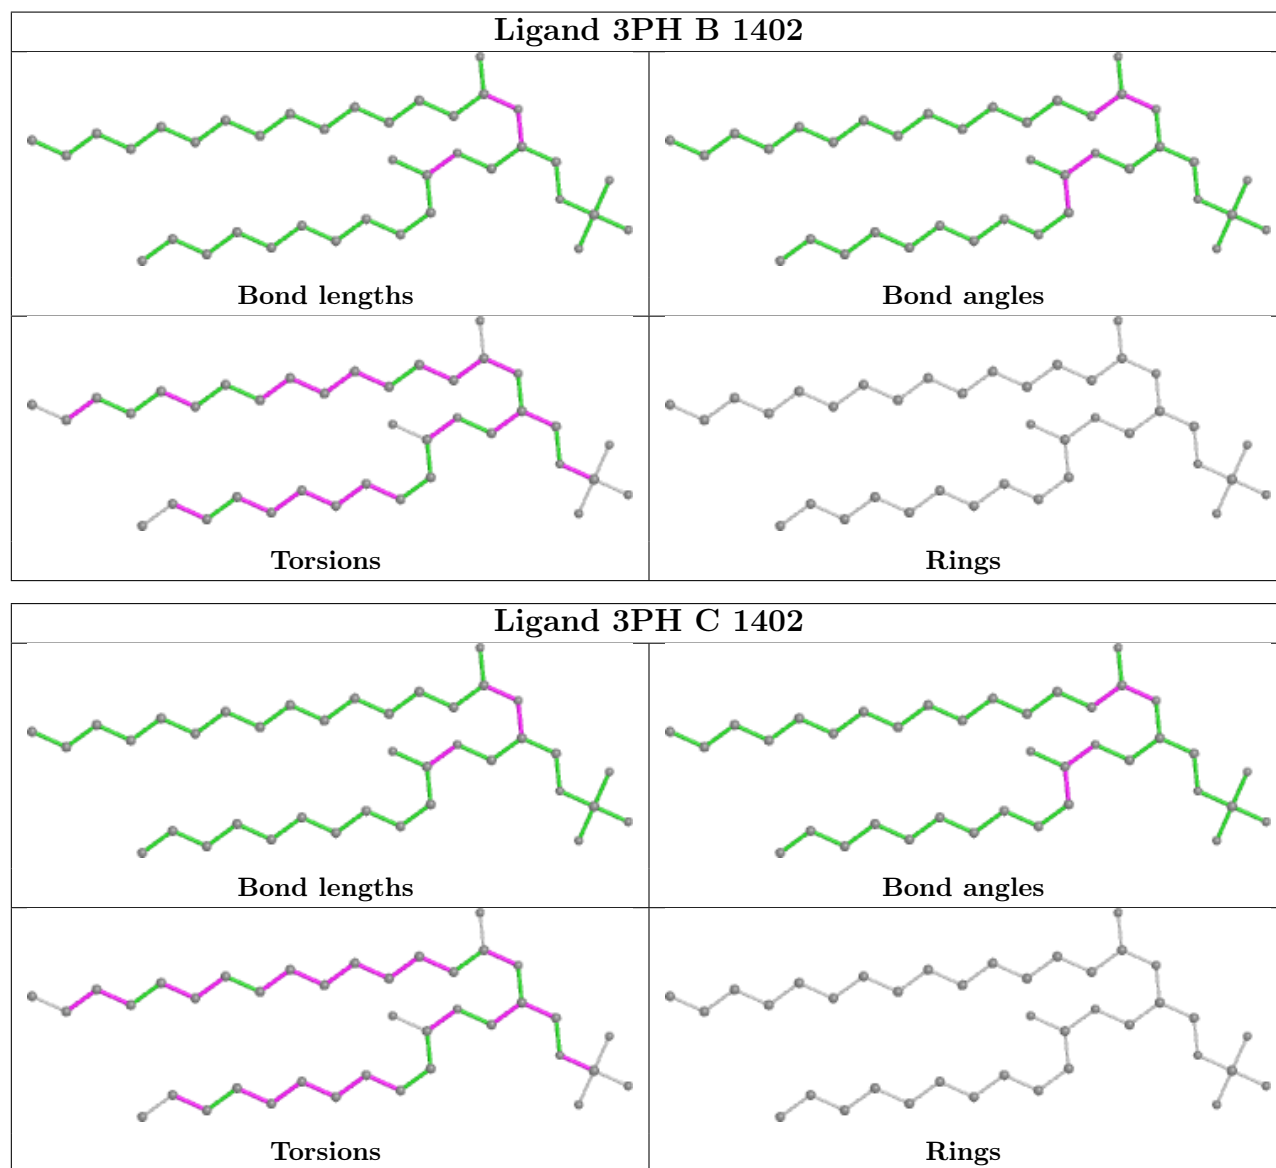 Ligand 3PH B 1402
Bond lengths
Bond angles
Torsions
Rings
Ligand 3PH C 1402
Bond lengths
Bond angles
Torsions
Rings